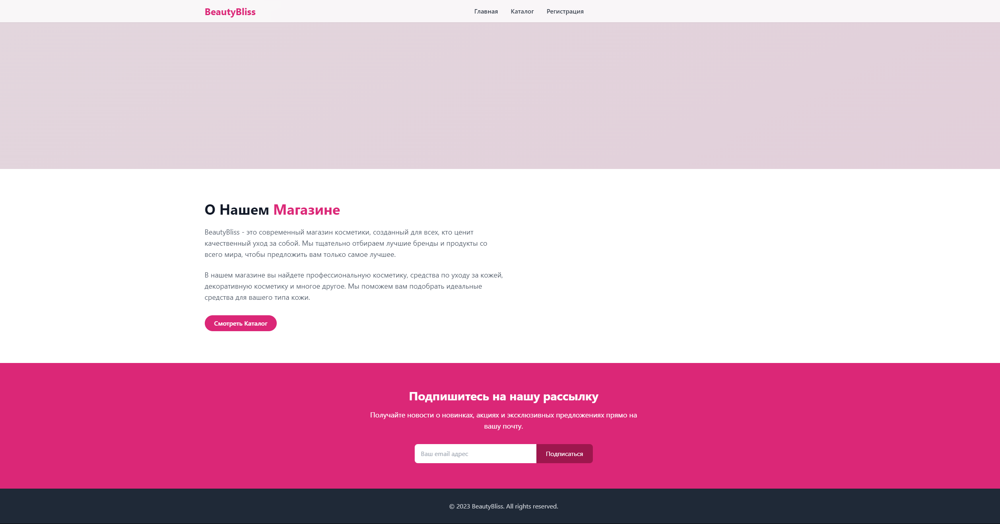 BeautyBliss
Главная Каталог Регистрация
О Нашем Магазине
BeautyBliss - это современный магазин косметики, созданный для всех, кто ценит
качественный уход за собой. Мы тщательно отбираем лучшие бренды и продукты со
всего мира, чтобы предложить вам только самое лучшее.
В нашем магазине вы найдете профессиональную косметику, средства по уходу за кожей,
декоративную косметику и многое другое. Мы поможем вам подобрать идеальные
средства для вашего типа кожи.
Смотреть Каталог
Подпишитесь на нашу рассылку
Получайте новости о новинках, акциях и эксклюзивных предложениях прямо на
вашу почту.
Ваш email адрес
Подписаться
© 2023 BeautyBliss. All rights reserved.